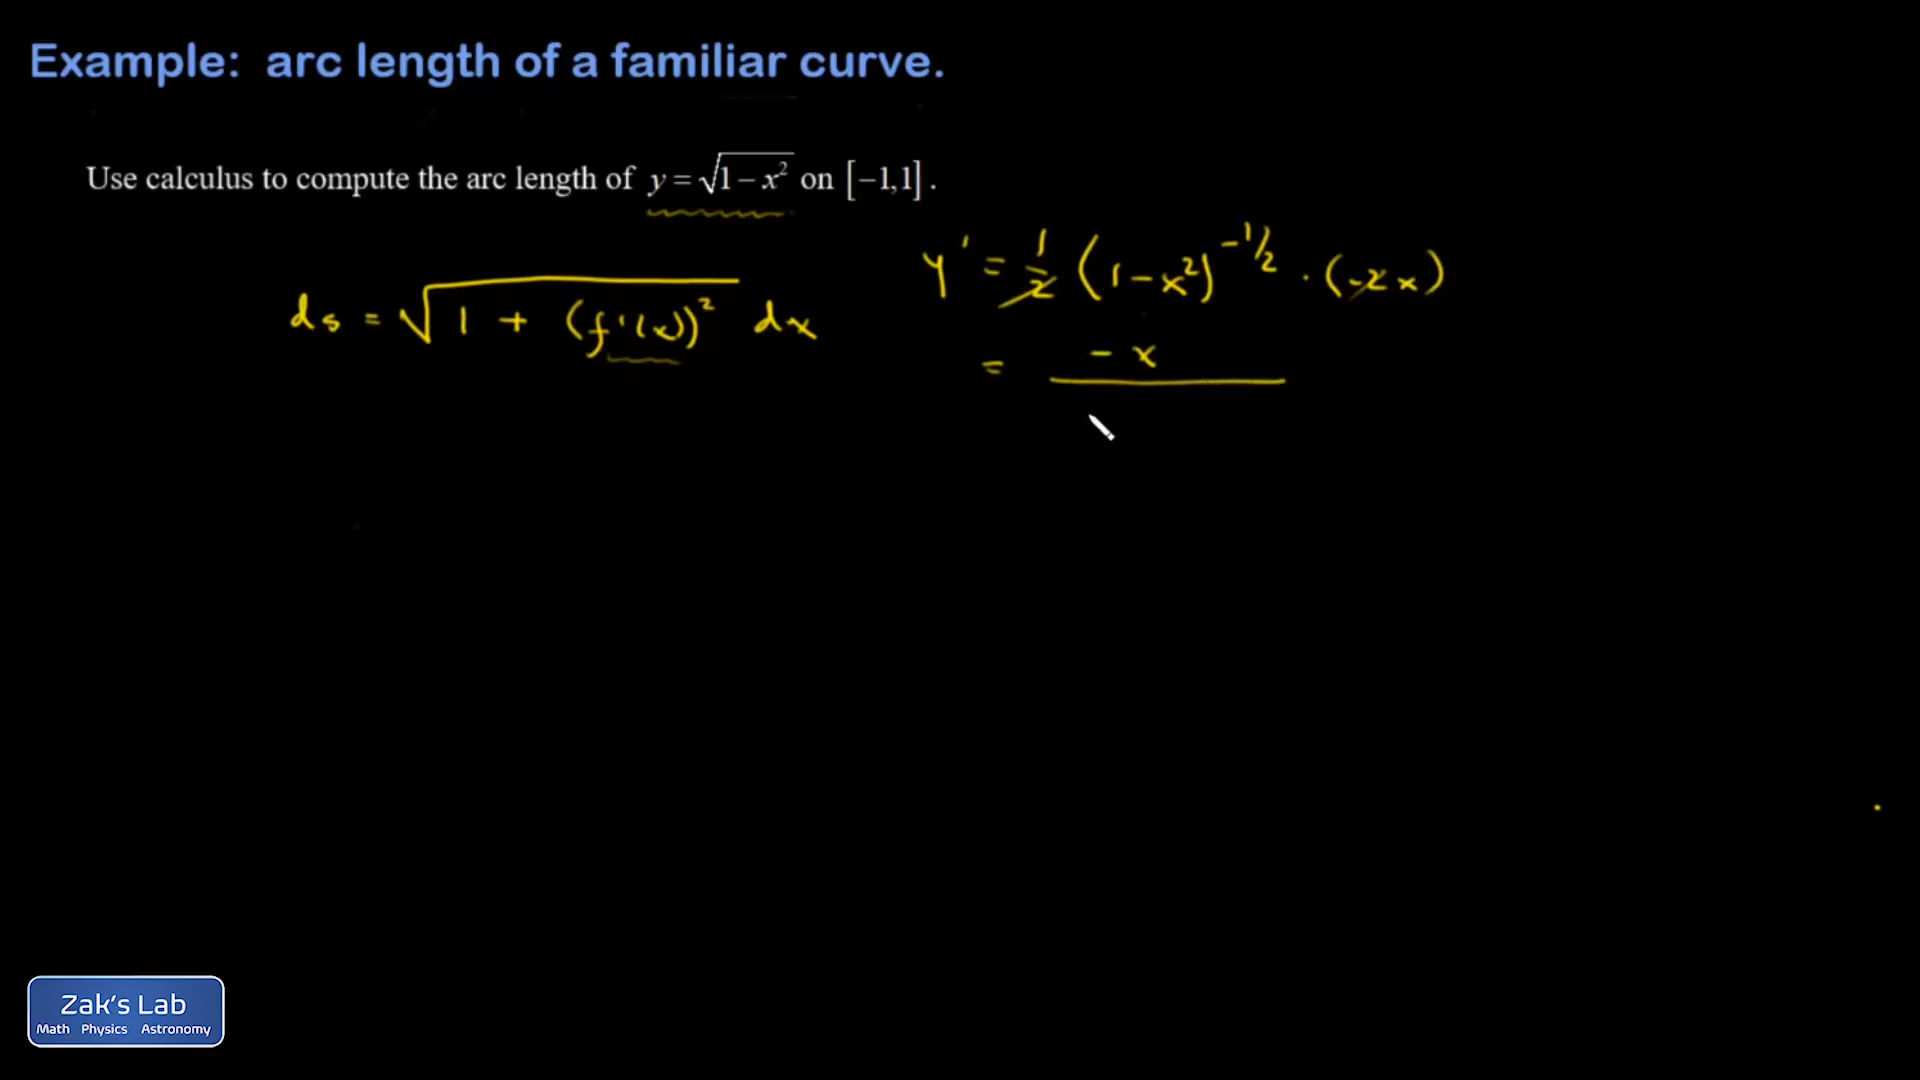 Example: arc length of a familiar curve.
Use calculus to compute the arc length of y = √(1 − x²) on [−1,1].
y' = 1/2 (1 − x²)^(−1/2) · (−2x)
ds = √(1 + (f'(x))²) dx
= − x
Zak's Lab
Math Physics Astronomy